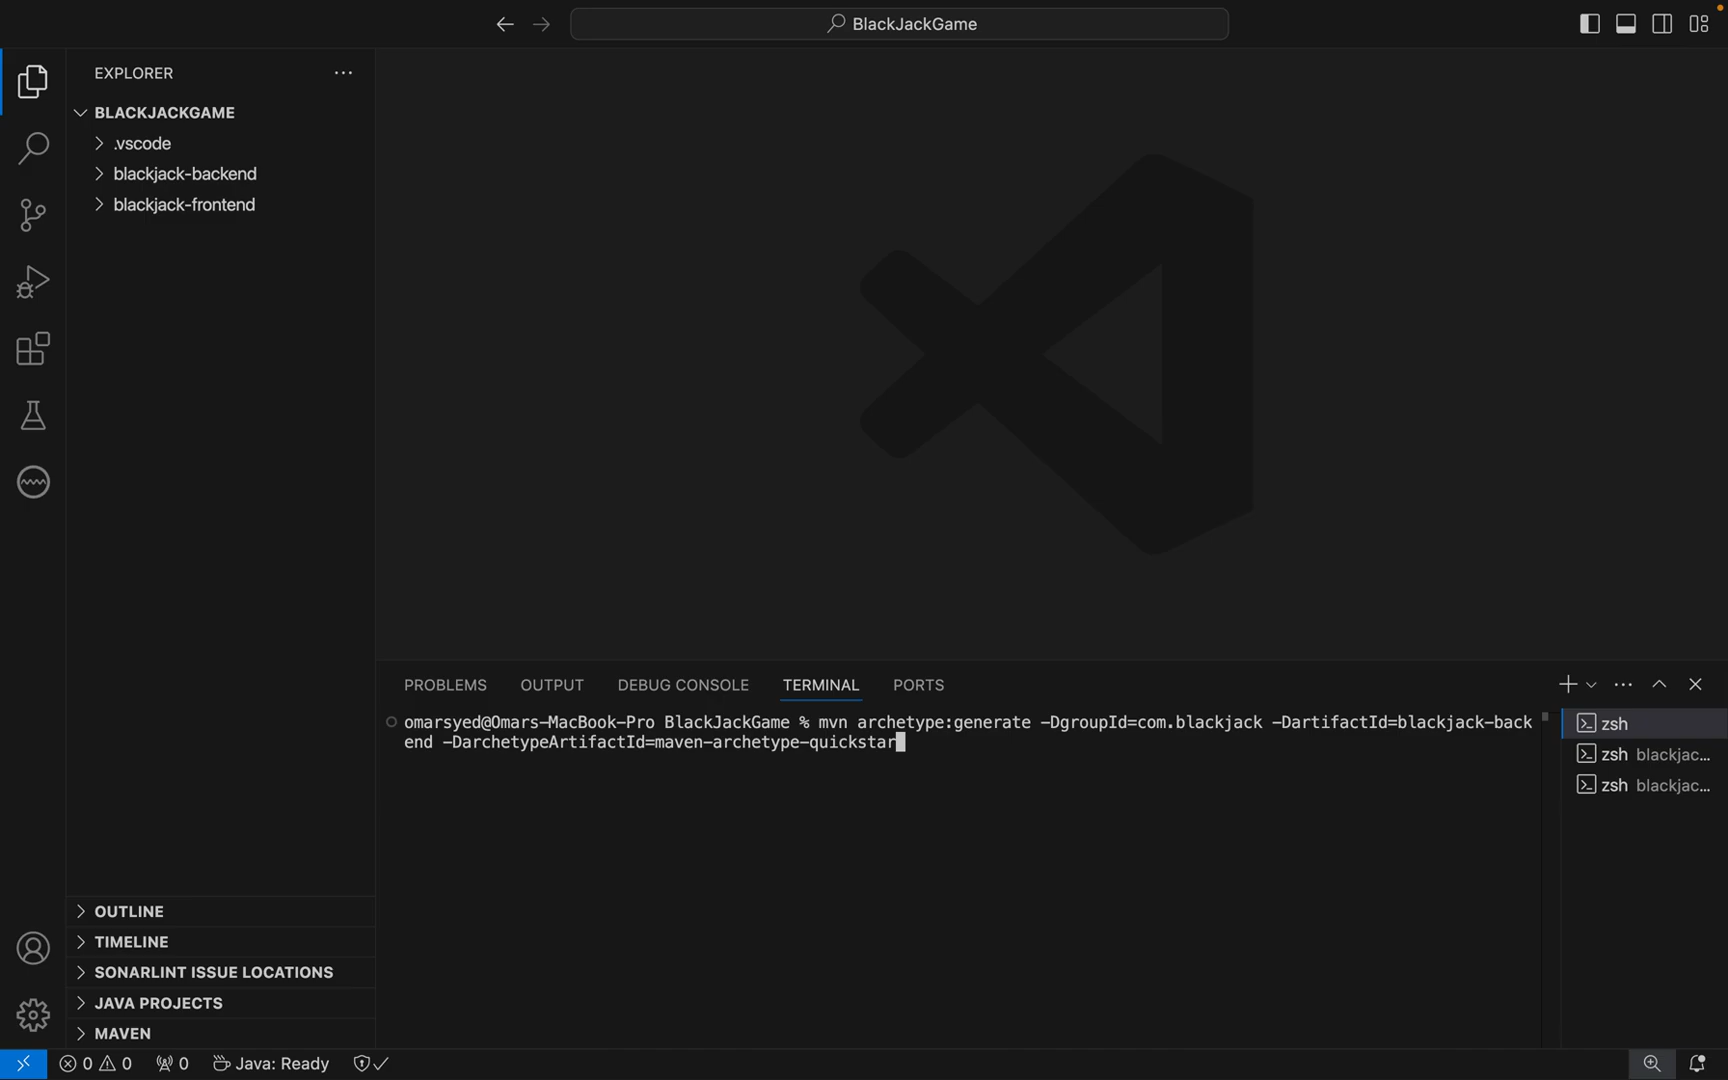 BlackJackGame
EXPLORER
BLACKJACKGAME
.vscode
blackjack-backend
blackjack-frontend
PROBLEMS OUTPUT DEBUG CONSOLE TERMINAL PORTS
omarsyed@Omars-MacBook-Pro BlackJackGame % mvn archetype:generate -DgroupId=com.blackjack -DartifactId=blackjack-back
end -DarchetypeArtifactId=maven-archetype-quickstar
zsh
zsh blackjac...
zsh blackjac...
OUTLINE
TIMELINE
SONARLINT ISSUE LOCATIONS
JAVA PROJECTS
MAVEN
0 0 0 Java: Ready